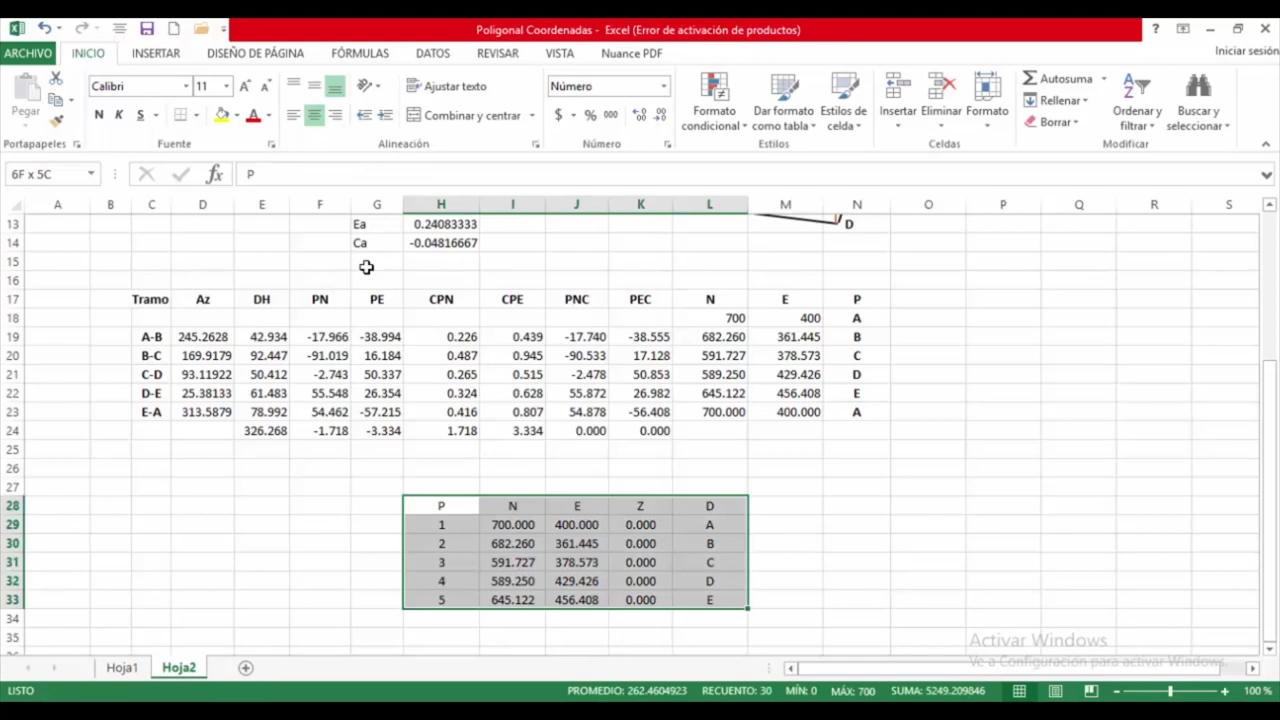 Poligonal Coordenadas - Excel (Error de activación de productos)
ARCHIVO INICIO INSERTAR DISEÑO DE PÁGINA FÓRMULAS DATOS REVISAR VISTA Nuance PDF Iniciar sesión
Calibri 11 Ajustar texto Número Autosuma
Pegar Formato condicional Dar formato como tabla Estilos de celda Insertar Eliminar Formato Rellenar Ordenar y filtrar Buscar y seleccionar
N K S Combinar y centrar $ % 000 Borrar
Portapapeles Fuente Alineación Número Estilos Celdas Modificar
6F x 5C fx P
A B C D E F G H I J K L M N O P Q R S
13 Ea 0.24083333 D
14 Ca -0.04816667
15
16
17 Tramo Az DH PN PE CPN CPE PNC PEC N E P
18 700 400 A
19 A-B 245.2628 42.934 -17.966 -38.994 0.226 0.439 -17.740 -38.555 682.260 361.445 B
20 B-C 169.9179 92.447 -91.019 16.184 0.487 0.945 -90.533 17.128 591.727 378.573 C
21 C-D 93.11922 50.412 -2.743 50.337 0.265 0.515 -2.478 50.853 589.250 429.426 D
22 D-E 25.38133 61.483 55.548 26.354 0.324 0.628 55.872 26.982 645.122 456.408 E
23 E-A 313.5879 78.992 54.462 -57.215 0.416 0.807 54.878 -56.408 700.000 400.000 A
24 326.268 -1.718 -3.334 1.718 3.334 0.000 0.000
25
26
27
28 P N E Z D
29 1 700.000 400.000 0.000 A
30 2 682.260 361.445 0.000 B
31 3 591.727 378.573 0.000 C
32 4 589.250 429.426 0.000 D
33 5 645.122 456.408 0.000 E
34
35
Activar Windows
Ve a Configuración para activar Windows.
Hoja1 Hoja2
LISTO PROMEDIO: 262.4604923 RECUENTO: 30 MÍN: 0 MÁX: 700 SUMA: 5249.209846 100 %